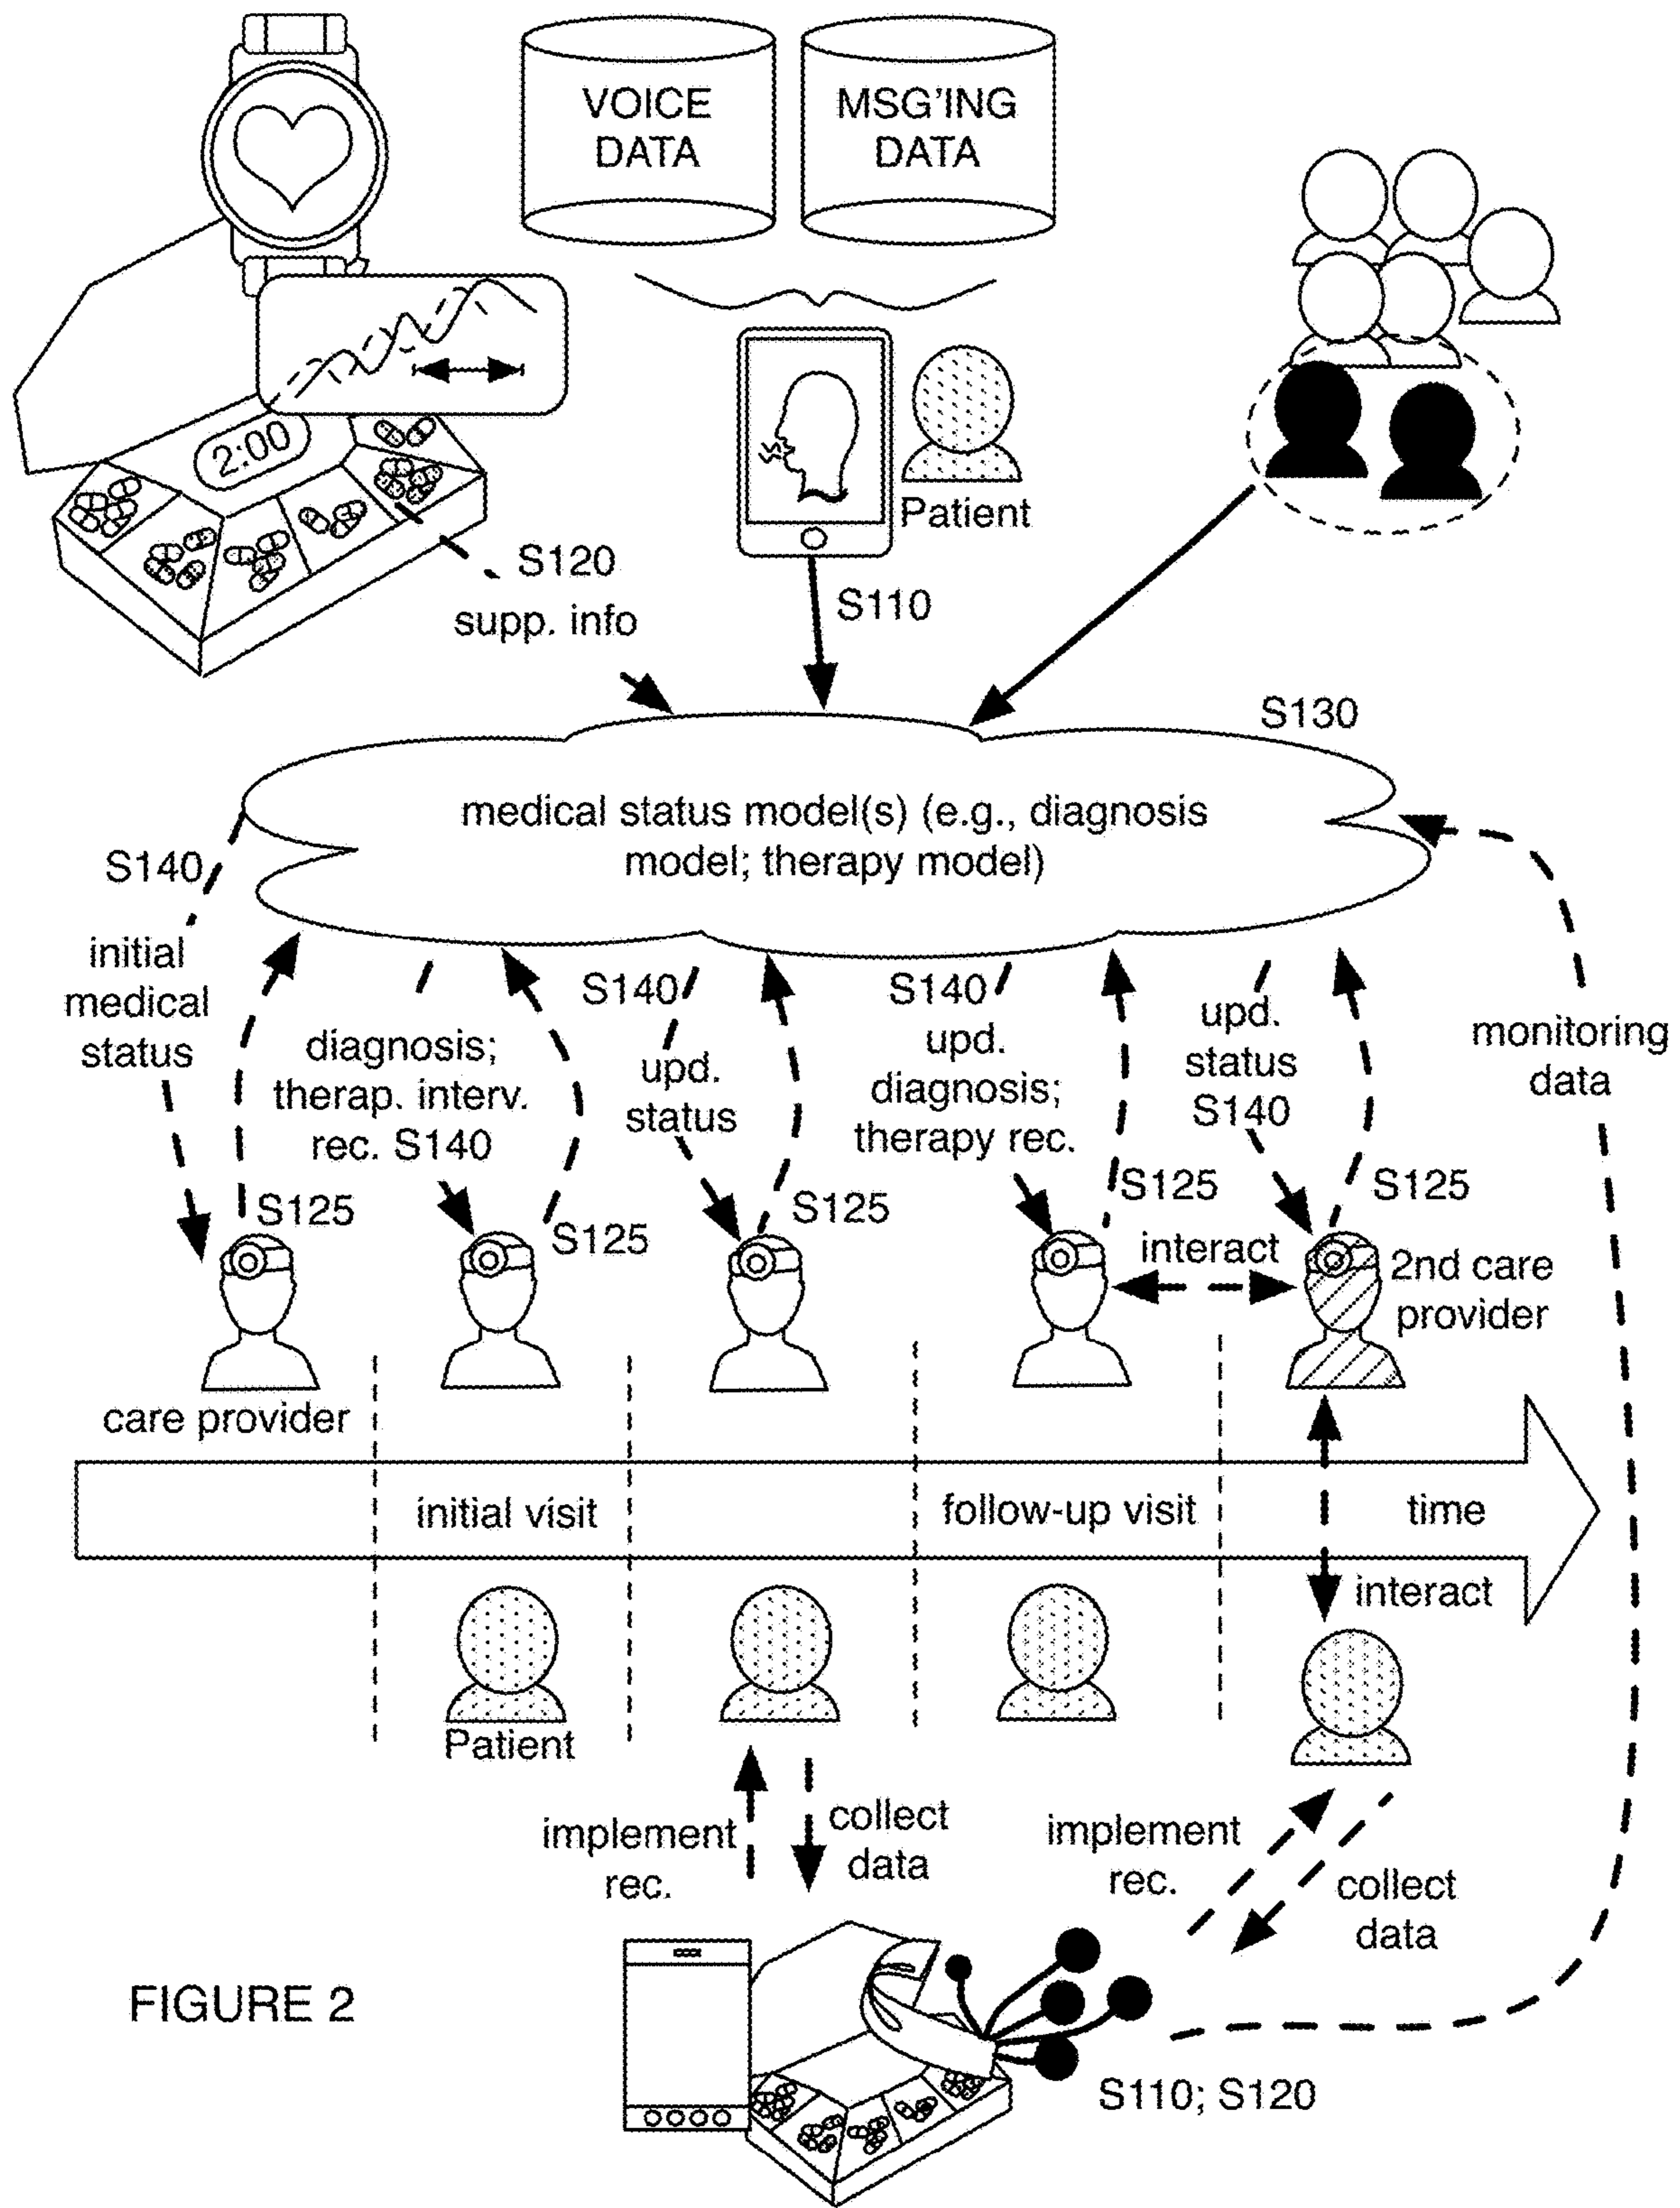 VOICE
DATA
MSG'ING
DATA
2:00
Patient
S120
supp. info
S110
S130
medical status model(s) (e.g., diagnosis
model; therapy model)
S140
initial
medical
status
S125
diagnosis;
therap. interv.
rec. S140
S125
S140
upd.
status
S125
S140
upd.
diagnosis;
therapy rec.
S125
upd.
status
S140
S125
monitoring
data
interact
2nd care
provider
care provider
initial visit
follow-up visit
time
interact
Patient
implement
rec.
collect
data
implement
rec.
collect
data
FIGURE 2
S110; S120